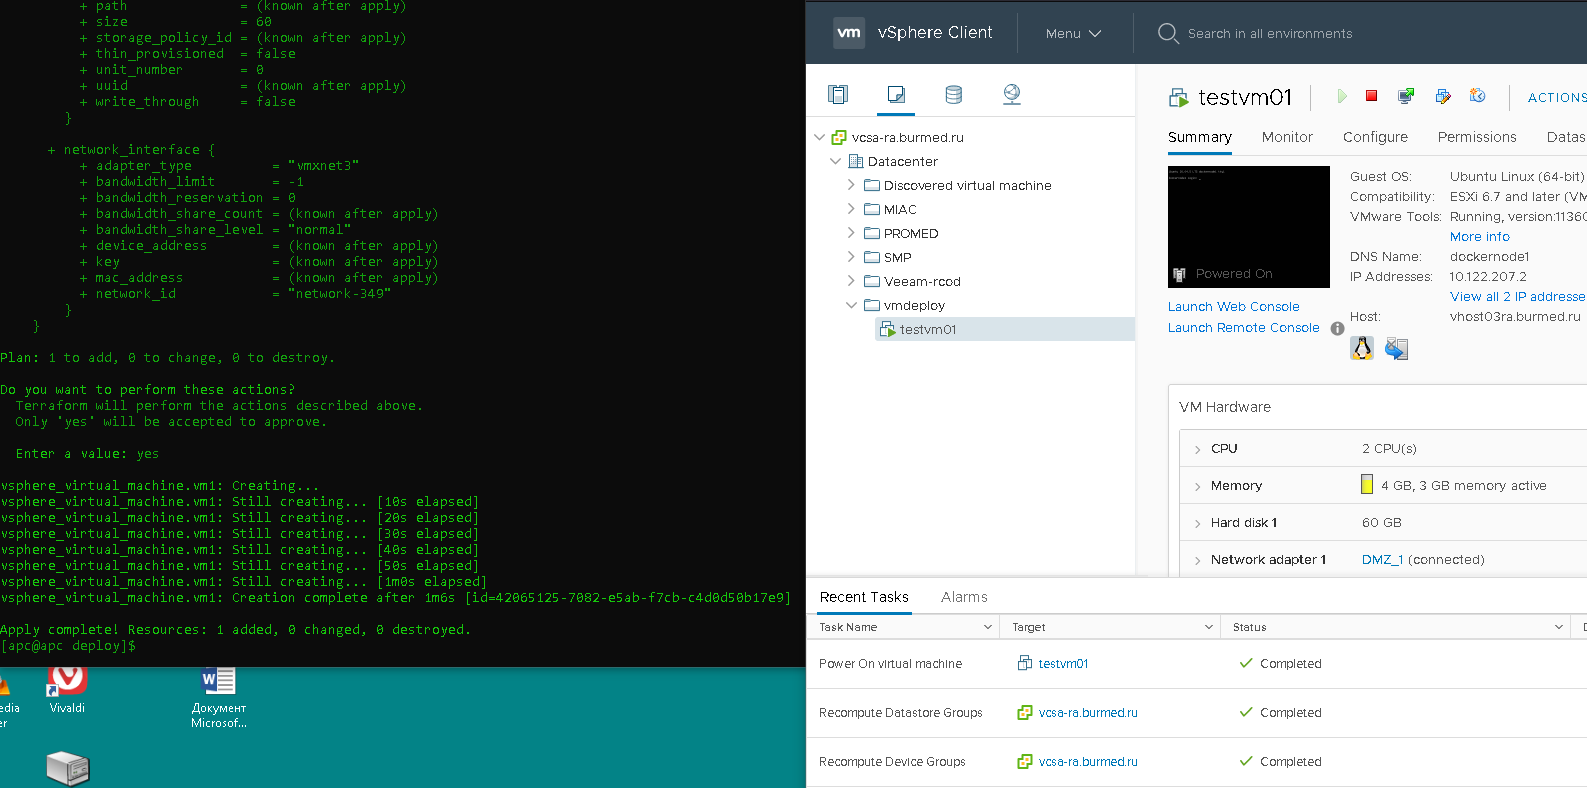 + path = (known after apply)
+ size = 60
+ storage_policy_id = (known after apply)
+ thin_provisioned = false
+ unit_number = 0
+ uuid = (known after apply)
+ write_through = false
}
+ network_interface {
+ adapter_type = "vmxnet3"
+ bandwidth_limit = -1
+ bandwidth_reservation = 0
+ bandwidth_share_count = (known after apply)
+ bandwidth_share_level = "normal"
+ device_address = (known after apply)
+ key = (known after apply)
+ mac_address = (known after apply)
+ network_id = "network-349"
}
}
Plan: 1 to add, 0 to change, 0 to destroy.
Do you want to perform these actions?
Terraform will perform the actions described above.
Only 'yes' will be accepted to approve.
Enter a value: yes
vsphere_virtual_machine.vm1: Creating...
vsphere_virtual_machine.vm1: Still creating... [10s elapsed]
vsphere_virtual_machine.vm1: Still creating... [20s elapsed]
vsphere_virtual_machine.vm1: Still creating... [30s elapsed]
vsphere_virtual_machine.vm1: Still creating... [40s elapsed]
vsphere_virtual_machine.vm1: Still creating... [50s elapsed]
vsphere_virtual_machine.vm1: Still creating... [1m0s elapsed]
vsphere_virtual_machine.vm1: Creation complete after 1m6s [id=42065125-7082-e5ab-f7cb-c4d0d50b17e9]
Apply complete! Resources: 1 added, 0 changed, 0 destroyed.
[apc@apc deploy]$
edia
er
Vivaldi
Документ
Microsof...
vm vSphere Client Menu Search in all environments
vcsa-ra.burmed.ru
Datacenter
Discovered virtual machine
MIAC
PROMED
SMP
Veeam-rcod
vmdeploy
testvm01
testvm01 ACTIONS
Summary Monitor Configure Permissions Datas
Powered On
Launch Web Console
Launch Remote Console
Guest OS: Ubuntu Linux (64-bit)
Compatibility: ESXi 6.7 and later (VM
VMware Tools: Running, version:11360
More info
DNS Name: dockernode1
IP Addresses: 10.122.207.2
View all 2 IP addresse
Host: vhost03ra.burmed.ru
VM Hardware
CPU 2 CPU(s)
Memory 4 GB, 3 GB memory active
Hard disk 1 60 GB
Network adapter 1 DMZ_1 (connected)
Recent Tasks Alarms
Task Name Target Status
Power On virtual machine testvm01 Completed
Recompute Datastore Groups vcsa-ra.burmed.ru Completed
Recompute Device Groups vcsa-ra.burmed.ru Completed